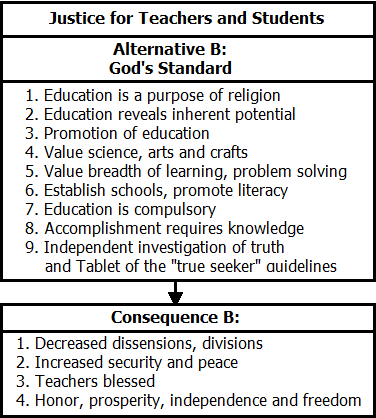 Justice for Teachers and Students
Alternative B:
God's Standard
1. Education is a purpose of religion
2. Education reveals inherent potential
3. Promotion of education
4. Value science, arts and crafts
5. Value breadth of learning, problem solving
6. Establish schools, promote literacy
7. Education is compulsory
8. Accomplishment requires knowledge
9. Independent investigation of truth
and Tablet of the "true seeker" guidelines
Consequence B:
1. Decreased dissensions, divisions
2. Increased security and peace
3. Teachers blessed
4. Honor, prosperity, independence and freedom